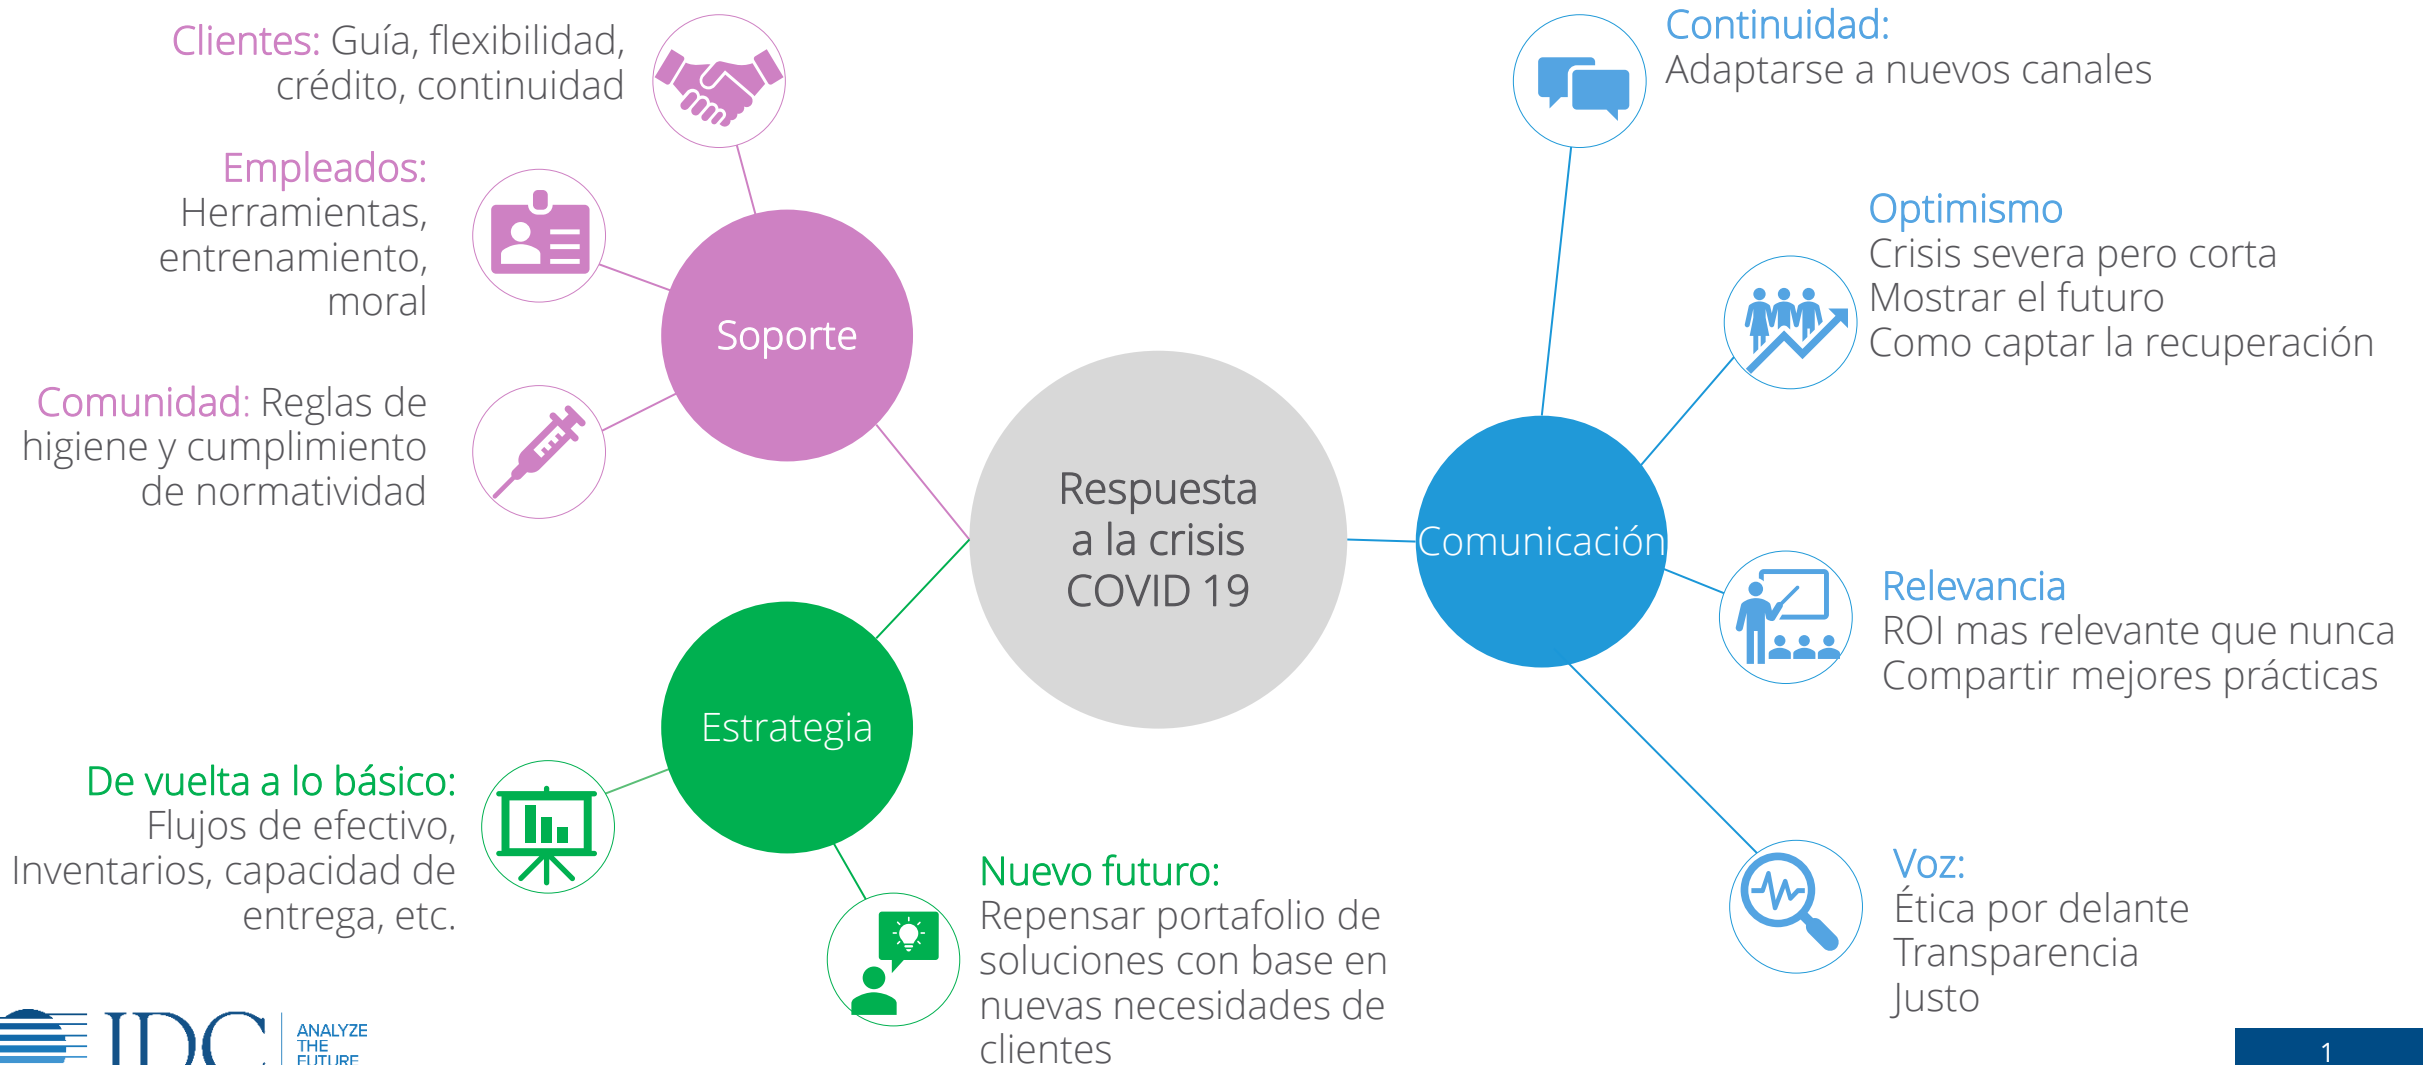 Clientes: Guía, flexibilidad,
crédito, continuidad
Empleados:
Herramientas,
entrenamiento,
moral
Comunidad: Reglas de
higiene y cumplimiento
de normatividad
Soporte
Respuesta
a la crisis
COVID 19
Estrategia
De vuelta a lo básico:
Flujos de efectivo,
Inventarios, capacidad de
entrega, etc.
Nuevo futuro:
Repensar portafolio de
soluciones con base en
nuevas necesidades de
clientes
Comunicación
Continuidad:
Adaptarse a nuevos canales
Optimismo
Crisis severa pero corta
Mostrar el futuro
Como captar la recuperación
Relevancia
ROI mas relevante que nunca
Compartir mejores prácticas
Voz:
Ética por delante
Transparencia
Justo
IDC
ANALYZE
THE
FUTURE
1